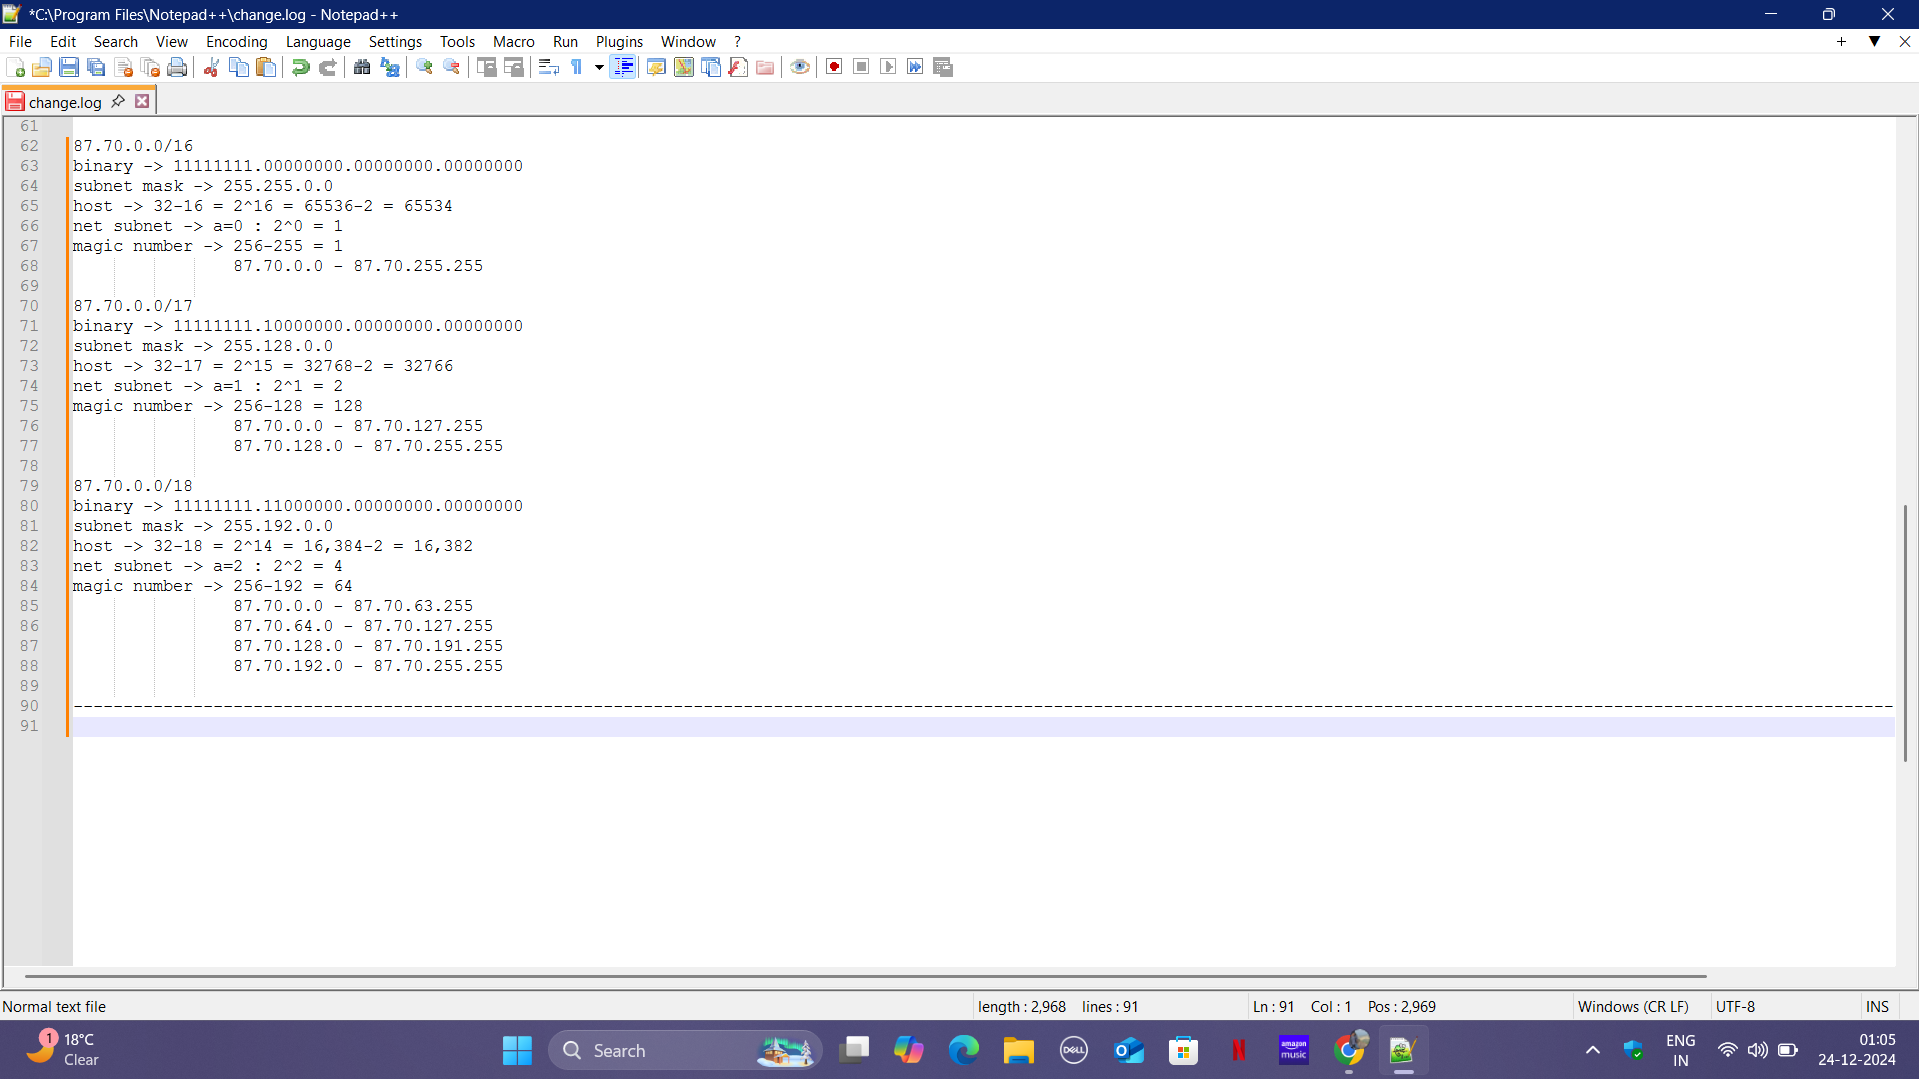 *C:\Program Files\Notepad++\change.log - Notepad++
File Edit Search View Encoding Language Settings Tools Macro Run Plugins Window ?
change.log
61
62 87.70.0.0/16
63 binary -> 11111111.00000000.00000000.00000000
64 subnet mask -> 255.255.0.0
65 host -> 32-16 = 2^16 = 65536-2 = 65534
66 net subnet -> a=0 : 2^0 = 1
67 magic number -> 256-255 = 1
68 87.70.0.0 - 87.70.255.255
69
70 87.70.0.0/17
71 binary -> 11111111.10000000.00000000.00000000
72 subnet mask -> 255.128.0.0
73 host -> 32-17 = 2^15 = 32768-2 = 32766
74 net subnet -> a=1 : 2^1 = 2
75 magic number -> 256-128 = 128
76 87.70.0.0 - 87.70.127.255
77 87.70.128.0 - 87.70.255.255
78
79 87.70.0.0/18
80 binary -> 11111111.11000000.00000000.00000000
81 subnet mask -> 255.192.0.0
82 host -> 32-18 = 2^14 = 16,384-2 = 16,382
83 net subnet -> a=2 : 2^2 = 4
84 magic number -> 256-192 = 64
85 87.70.0.0 - 87.70.63.255
86 87.70.64.0 - 87.70.127.255
87 87.70.128.0 - 87.70.191.255
88 87.70.192.0 - 87.70.255.255
89
90 --------------------------------------------------------------------------------------------------------------------------------------------------------------------------------------
91
Normal text file length : 2,968 lines : 91 Ln : 91 Col : 1 Pos : 2,969 Windows (CR LF) UTF-8 INS
1 18°C
Clear
Search
DELL
amazon music
ENG
IN
01:05
24-12-2024